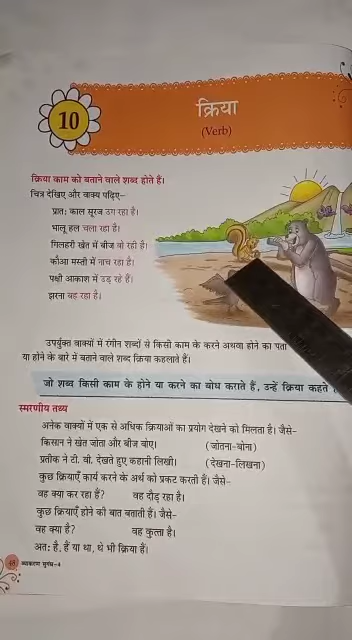 10
क्रिया
(Verb)
क्रिया काम को बताने वाले शब्द होते हैं।
चित्र देखिए और वाक्य पढ़िए–
प्रात: काल सूरज उग रहा है।
भालू हल चला रहा है।
गिलहरी खेत में बीज बो रही है।
कौआ मस्ती में नाच रहा है।
पक्षी आकाश में उड़ रहे हैं।
झरना बह रहा है।
उपर्युक्त वाक्यों में रंगीन शब्दों से किसी काम के करने अथवा होने का पता
या होने के बारे में बताने वाले शब्द क्रिया कहलाते हैं।
जो शब्द किसी काम के होने या करने का बोध कराते हैं, उन्हें क्रिया कहते
स्मरणीय तथ्य
अनेक वाक्यों में एक से अधिक क्रियाओं का प्रयोग देखने को मिलता है। जैसे–
किसान ने खेत जोता और बीज बोए। (जोतना-बोना)
प्रतीक ने टी. वी. देखते हुए कहानी लिखी। (देखना-लिखना)
कुछ क्रियाएँ कार्य करने के अर्थ को प्रकट करती हैं। जैसे–
वह क्या कर रहा है? वह दौड़ रहा है।
कुछ क्रियाएँ होने की बात बताती हैं। जैसे–
वह क्या है? वह कुत्ता है।
अत: है, हैं या था, थे भी क्रिया हैं।
48 व्याकरण सुगंध–4